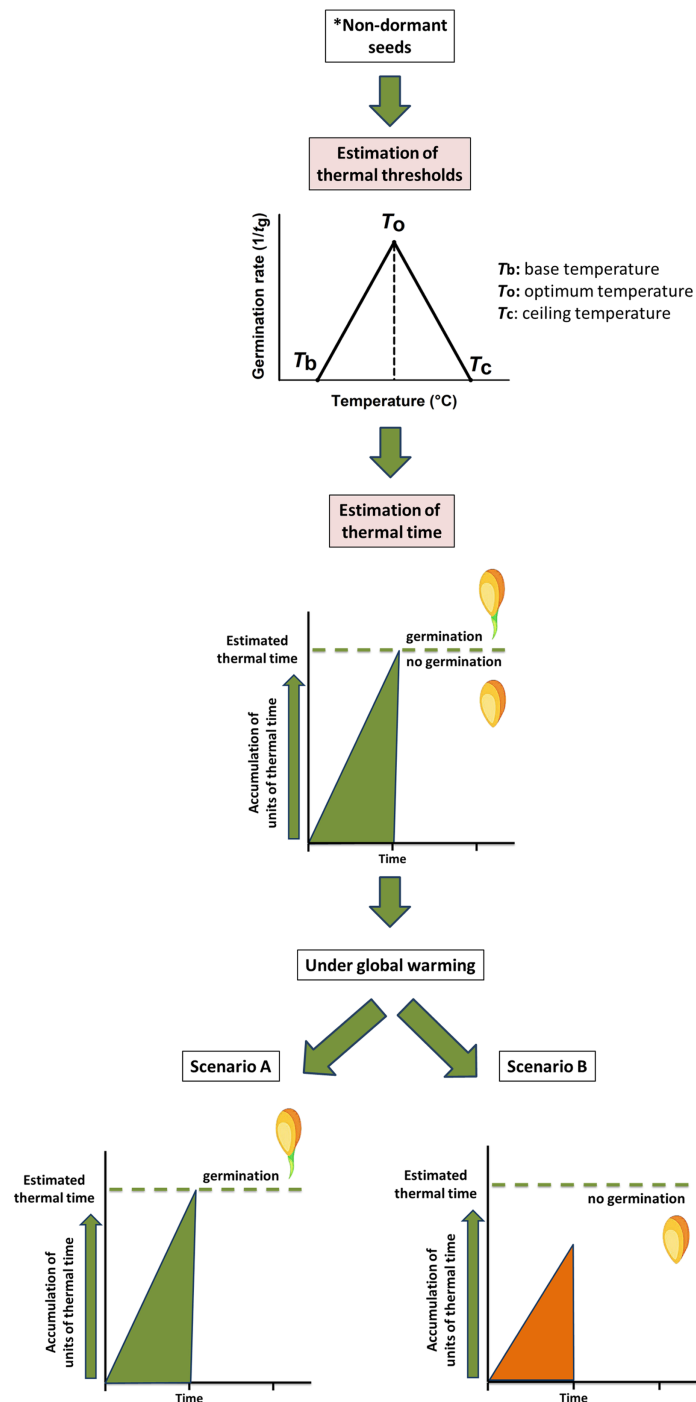 *Non-dormant
seeds
Estimation of
thermal thresholds
Germination rate (1/tg)
To
Tb
Tc
Temperature (°C)
Tb: base temperature
To: optimum temperature
Tc: ceiling temperature
Estimation of
thermal time
Estimated
thermal time
germination
no germination
Accumulation of
units of thermal time
Time
Under global warming
Scenario A
Estimated
thermal time
germination
Accumulation of
units of thermal time
Time
Scenario B
Estimated
thermal time
no germination
Accumulation of
units of thermal time
Time